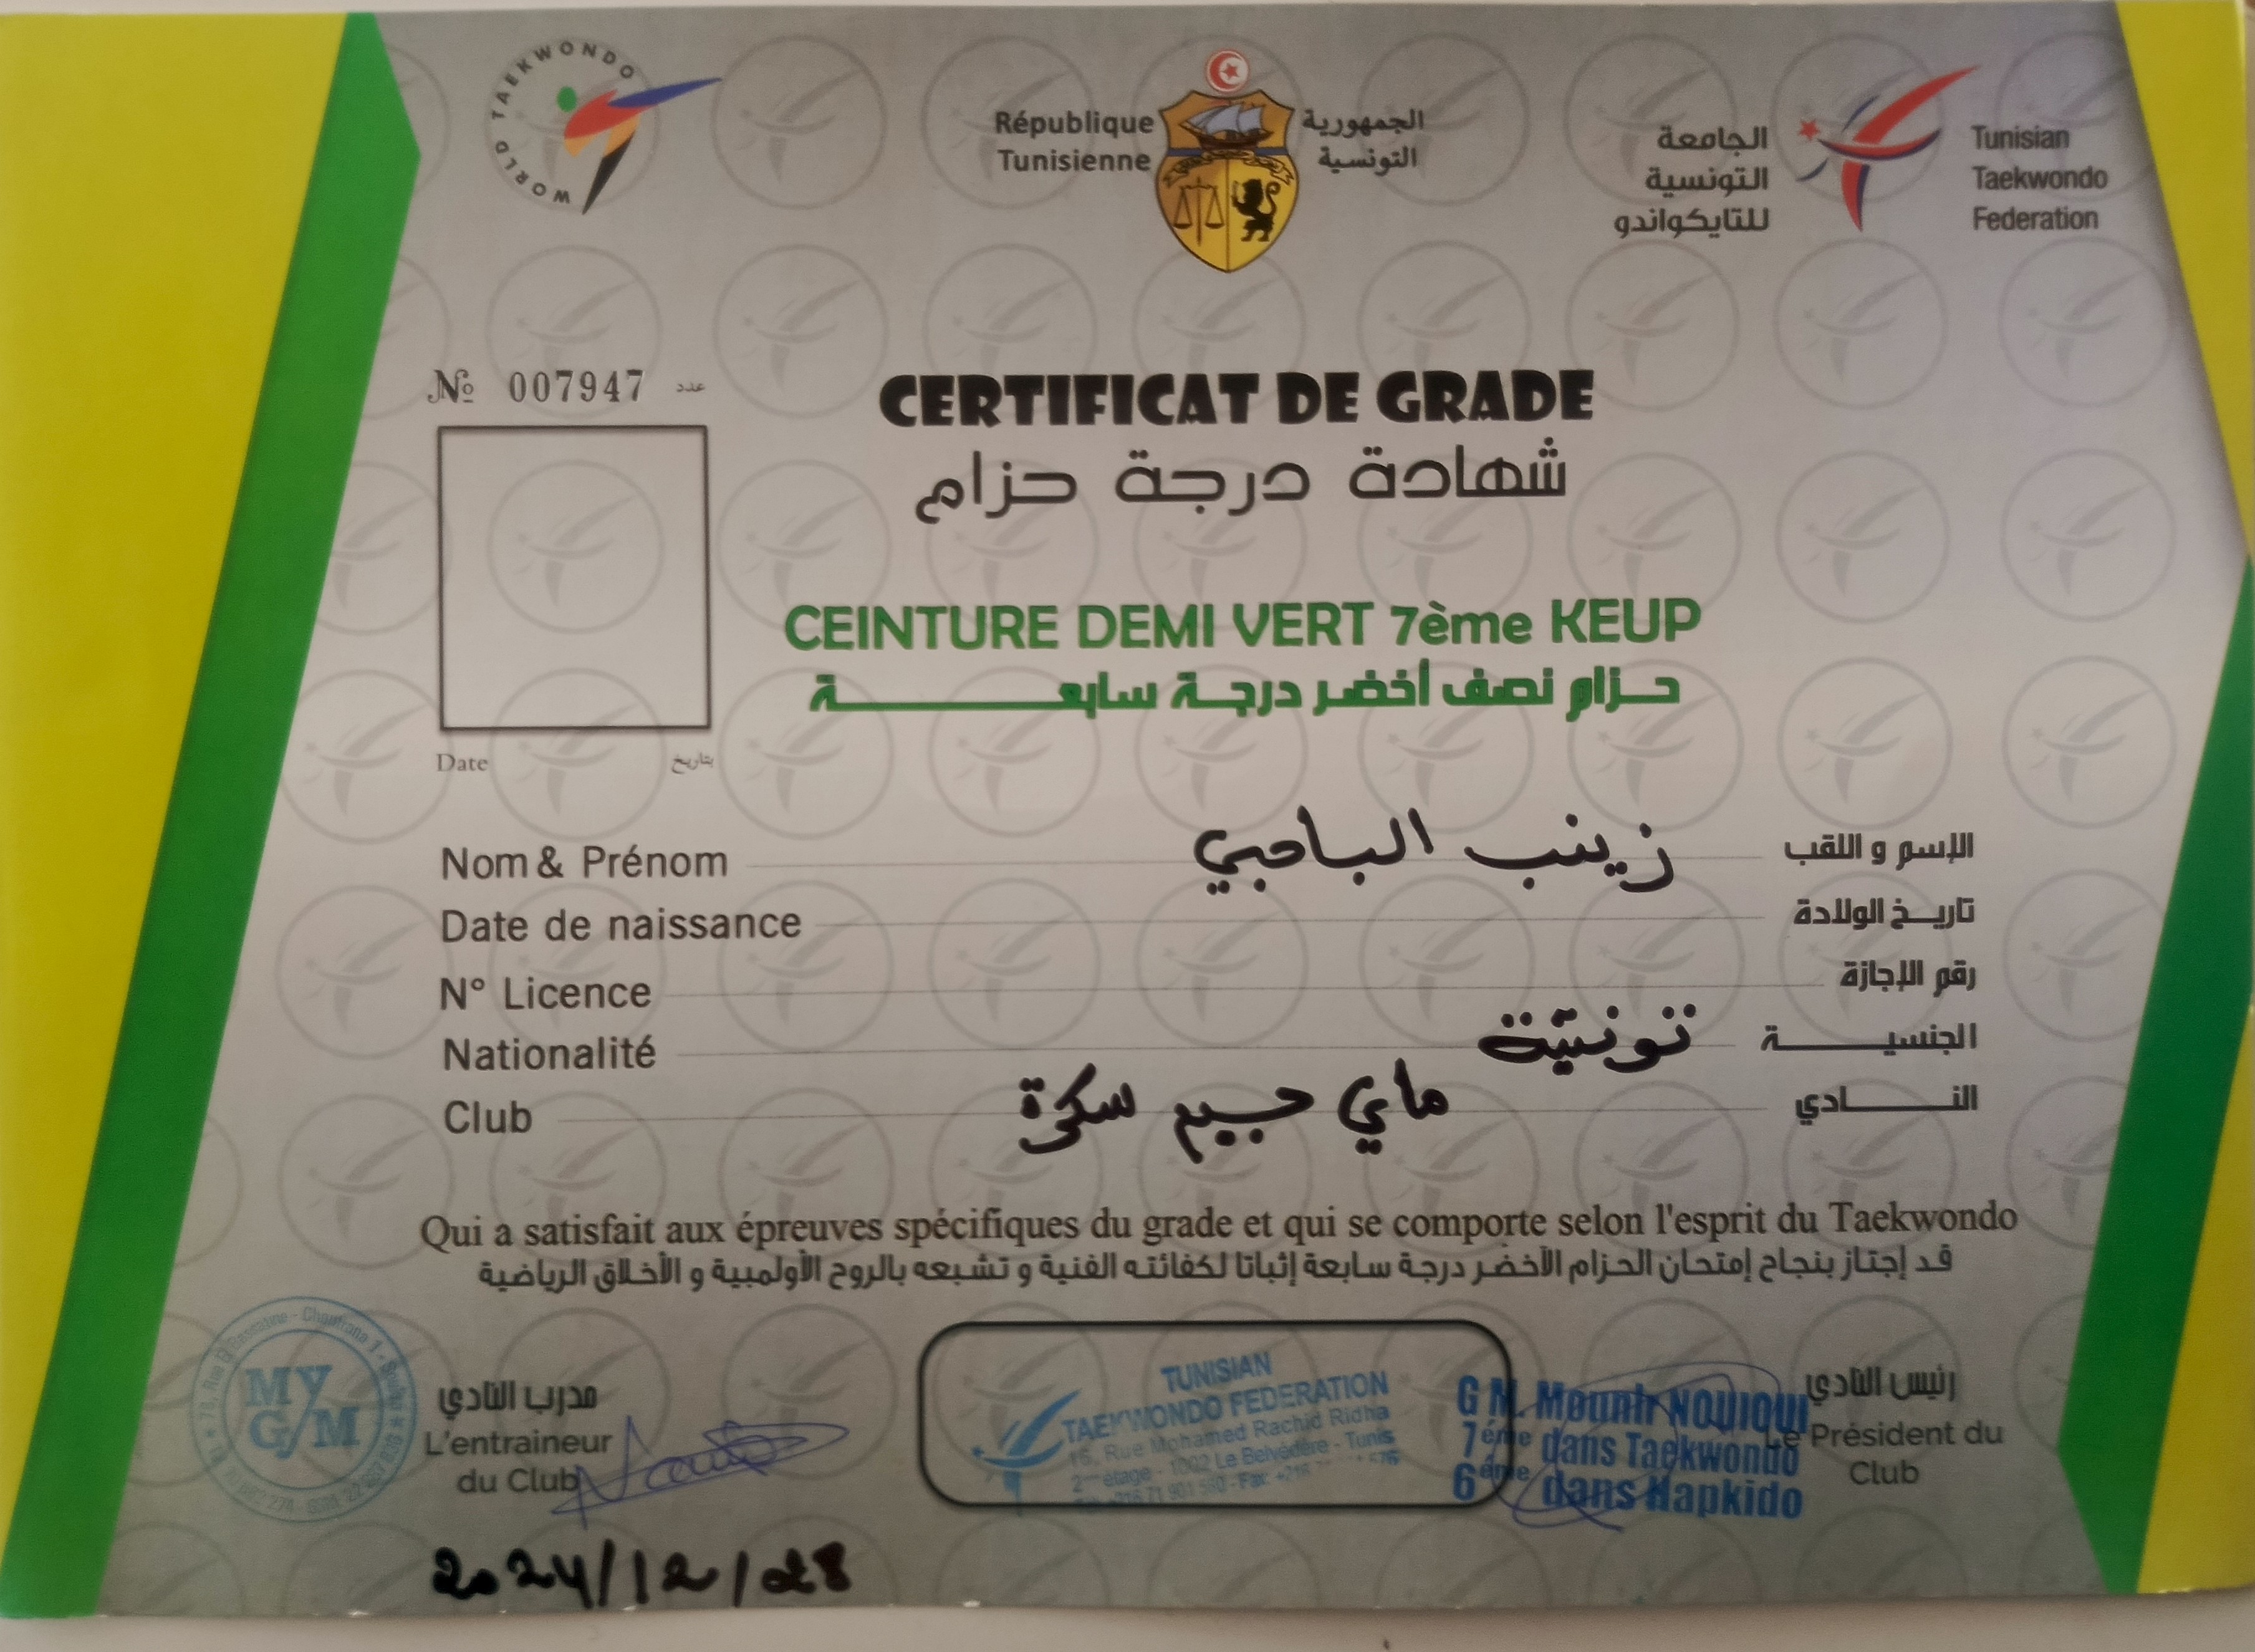 WORLD TAEKWONDO
République
Tunisienne
الجمهورية
التونسية
الجامعة
التونسية
للتايكواندو
Tunisian
Taekwondo
Federation
№ 007947 عدد
CERTIFICAT DE GRADE
شهادة درجة حزام
CEINTURE DEMI VERT 7ème KEUP
حزام نصف أخضر درجة سابعة
Date بتاريخ
Nom & Prénom زينب الباجي الإسم و اللقب
Date de naissance تاريخ الولادة
N° Licence رقم الإجازة
Nationalité تونسية الجنسية
Club ماي جيم سكرة النادي
Qui a satisfait aux épreuves spécifiques du grade et qui se comporte selon l'esprit du Taekwondo
قد إجتاز بنجاح إمتحان الحزام الأخضر درجة سابعة إثباتا لكفائته الفنية و تشبعه بالروح الأولمبية و الأخلاق الرياضية
MY
GYM
مدرب النادي
L'entraineur
du Club
TUNISIAN
TAEKWONDO FEDERATION
16, Rue Mohamed Rachid Ridha
2ème étage - 1002 Le Belvédère - Tunis
G M. Mounir NOUIOUI
7éme dans Taekwondo
6éme dans Hapkido
رئيس النادي
Le Président du
Club
2024/12/28